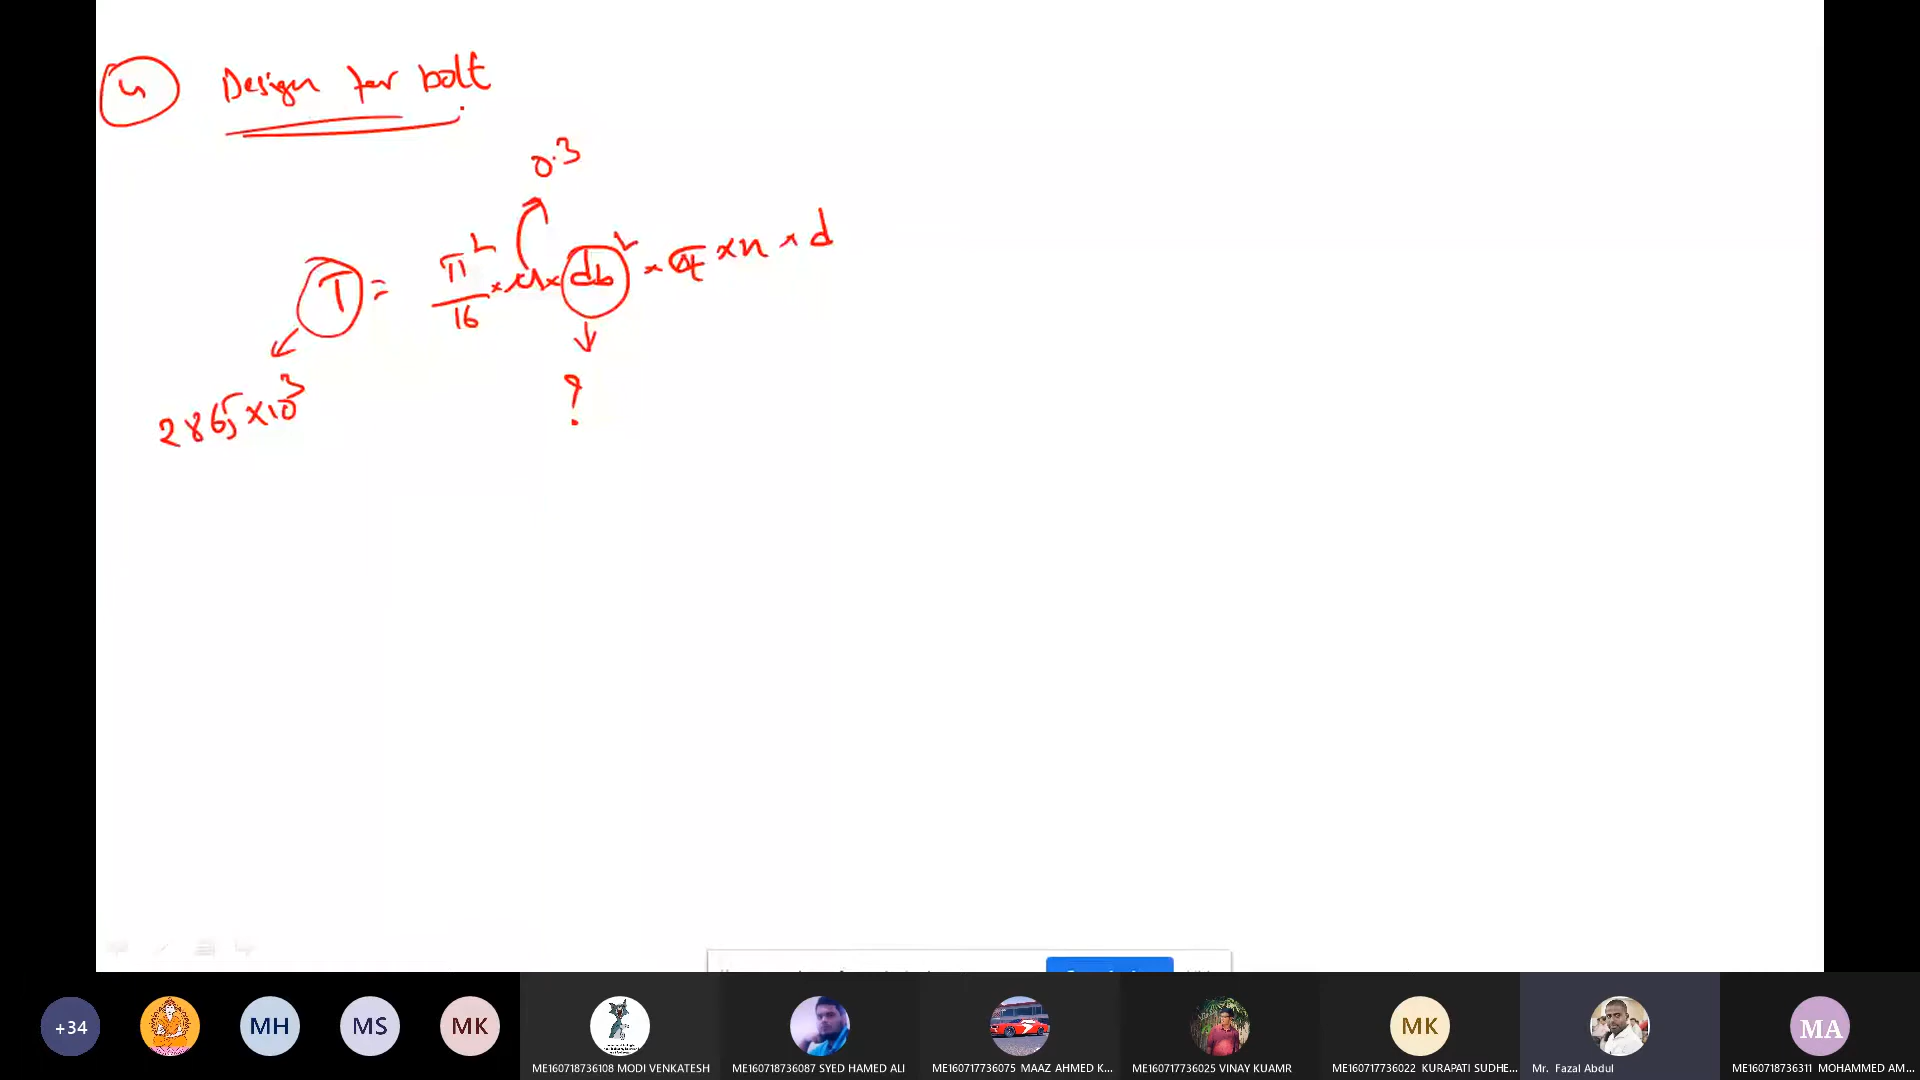 4 Design for bolt
0.3
T = π²/16 × μ × db² × σt × n × d
2865×10³
?
+34 MH MS MK MK MA
ME160718736108 MODI VENKATESH ME160718736087 SYED HAMED ALI ME160717736075 MAAZ AHMED K... ME160717736025 VINAY KUAMR ME160717736022 KURAPATI SUDHE... Mr. Fazal Abdul ME160718736311 MOHAMMED AM...